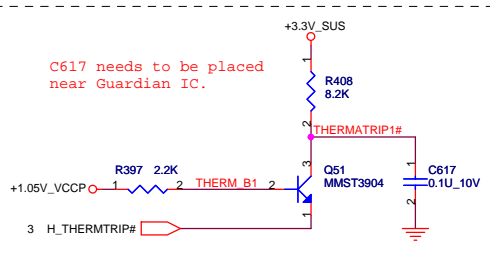 +3.3V_SUS
C617 needs to be placed
near Guardian IC.
1
R408
8.2K
2
THERMATRIP1#
R397 2.2K
3
Q51
MMST3904
1
C617
0.1U_10V
2
+1.05V_VCCP
1
2
THERM_B1
2
1
3 H_THERMTRIP#